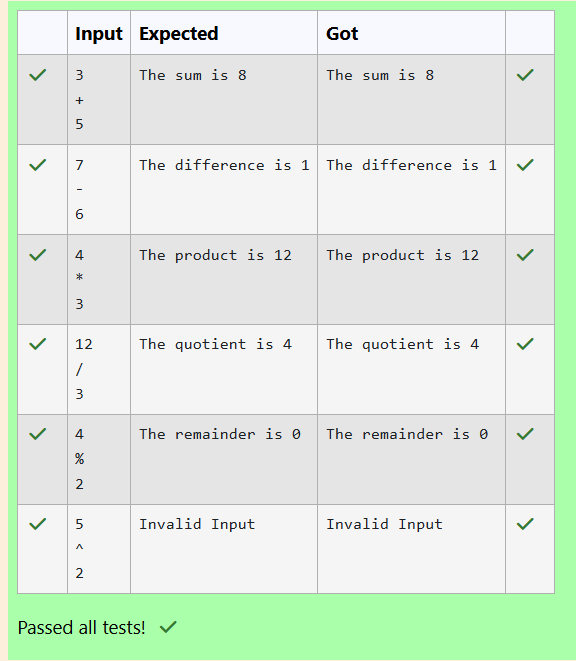 Input Expected Got
3 The sum is 8 The sum is 8
+
5
7 The difference is 1 The difference is 1
-
6
4 The product is 12 The product is 12
*
3
12 The quotient is 4 The quotient is 4
/
3
4 The remainder is 0 The remainder is 0
%
2
5 Invalid Input Invalid Input
^
2
Passed all tests!